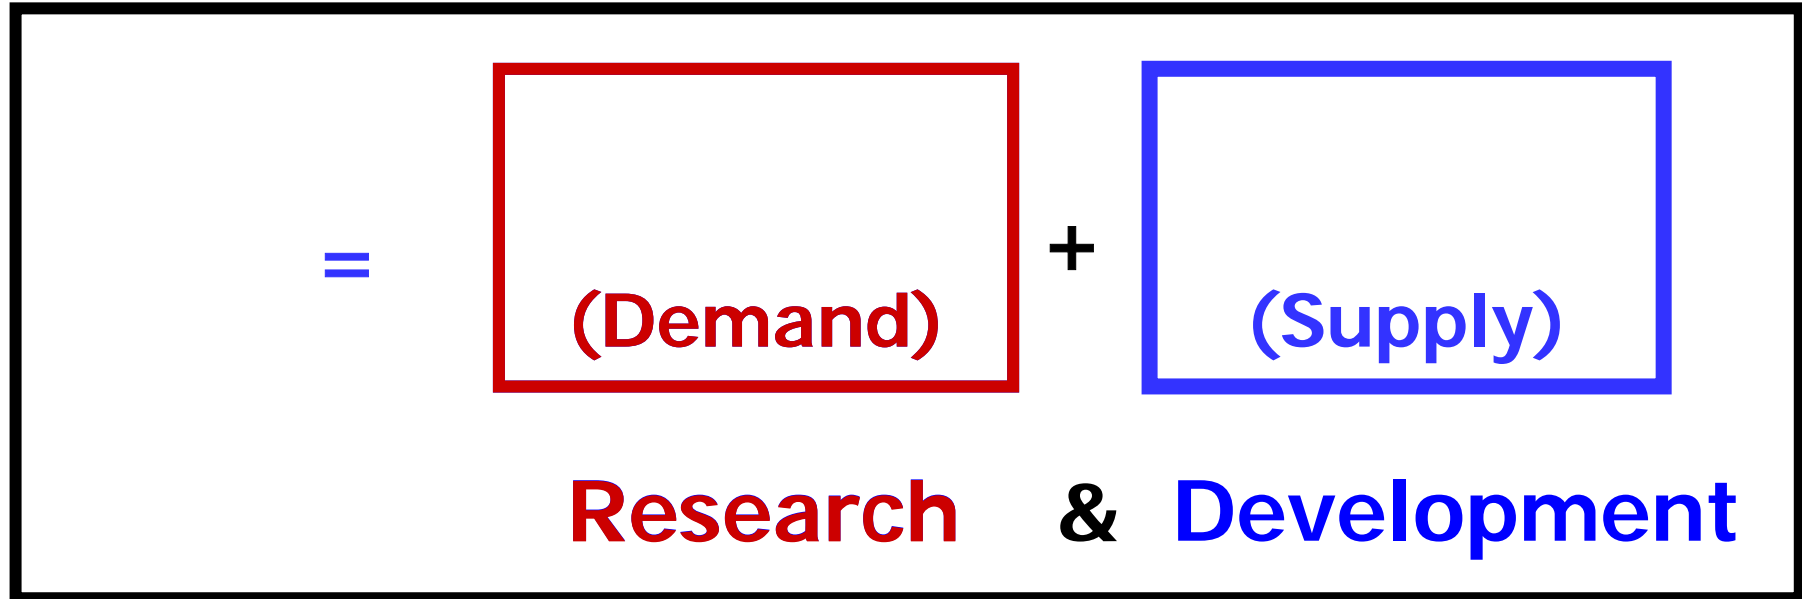 = +
(Demand) (Supply)
Research & Development